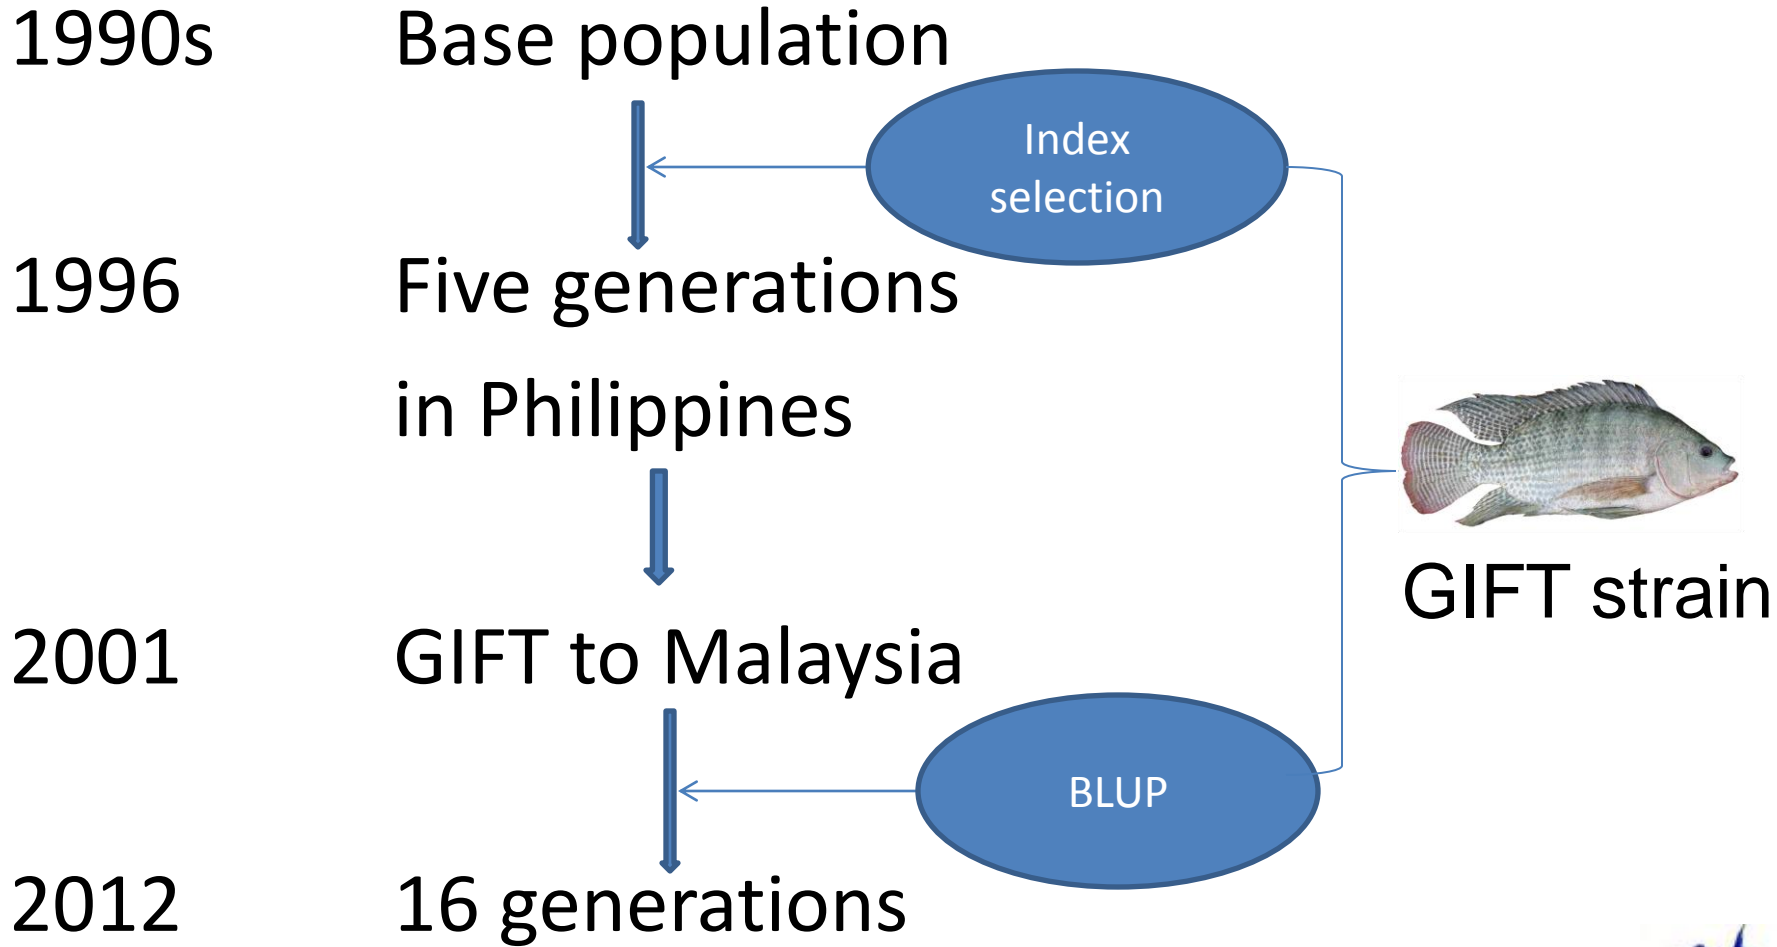 1990s Base population
Index
selection
1996 Five generations
in Philippines
GIFT strain
2001 GIFT to Malaysia
BLUP
2012 16 generations